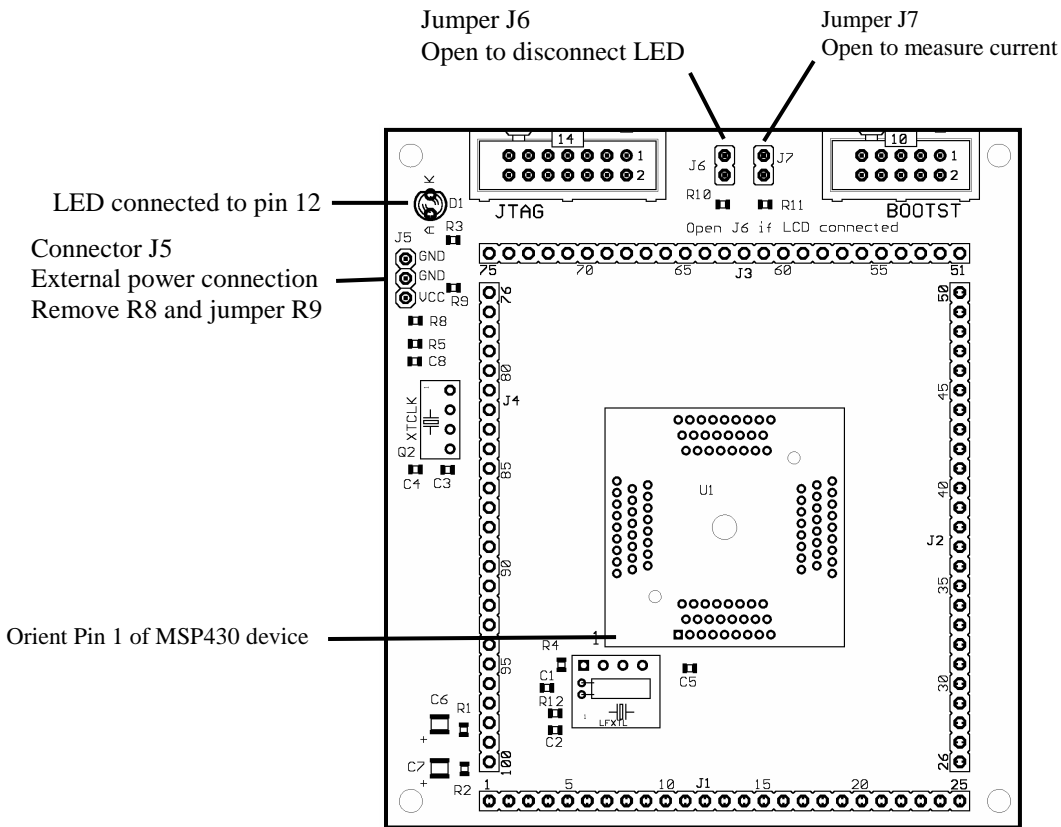 Jumper J6
Open to disconnect LED
Jumper J7
Open to measure current
LED connected to pin 12
Connector J5
External power connection
Remove R8 and jumper R9
Orient Pin 1 of MSP430 device
14
1
2
JTAG
J6
J7
R10
R11
10
1
2
BOOTST
Open J6 if LCD connected
K
D1
A
R3
J5
GND
GND
VCC
R9
R8
R5
C8
XTCLK
Q2
C4
C3
75
70
65
J3
60
55
51
76
80
J4
85
90
95
100
50
45
40
J2
35
30
26
U1
1
R4
C1
R12
C2
1
LFXTL
C5
C6
R1
+
C7
R2
+
1
5
10
J1
15
20
25